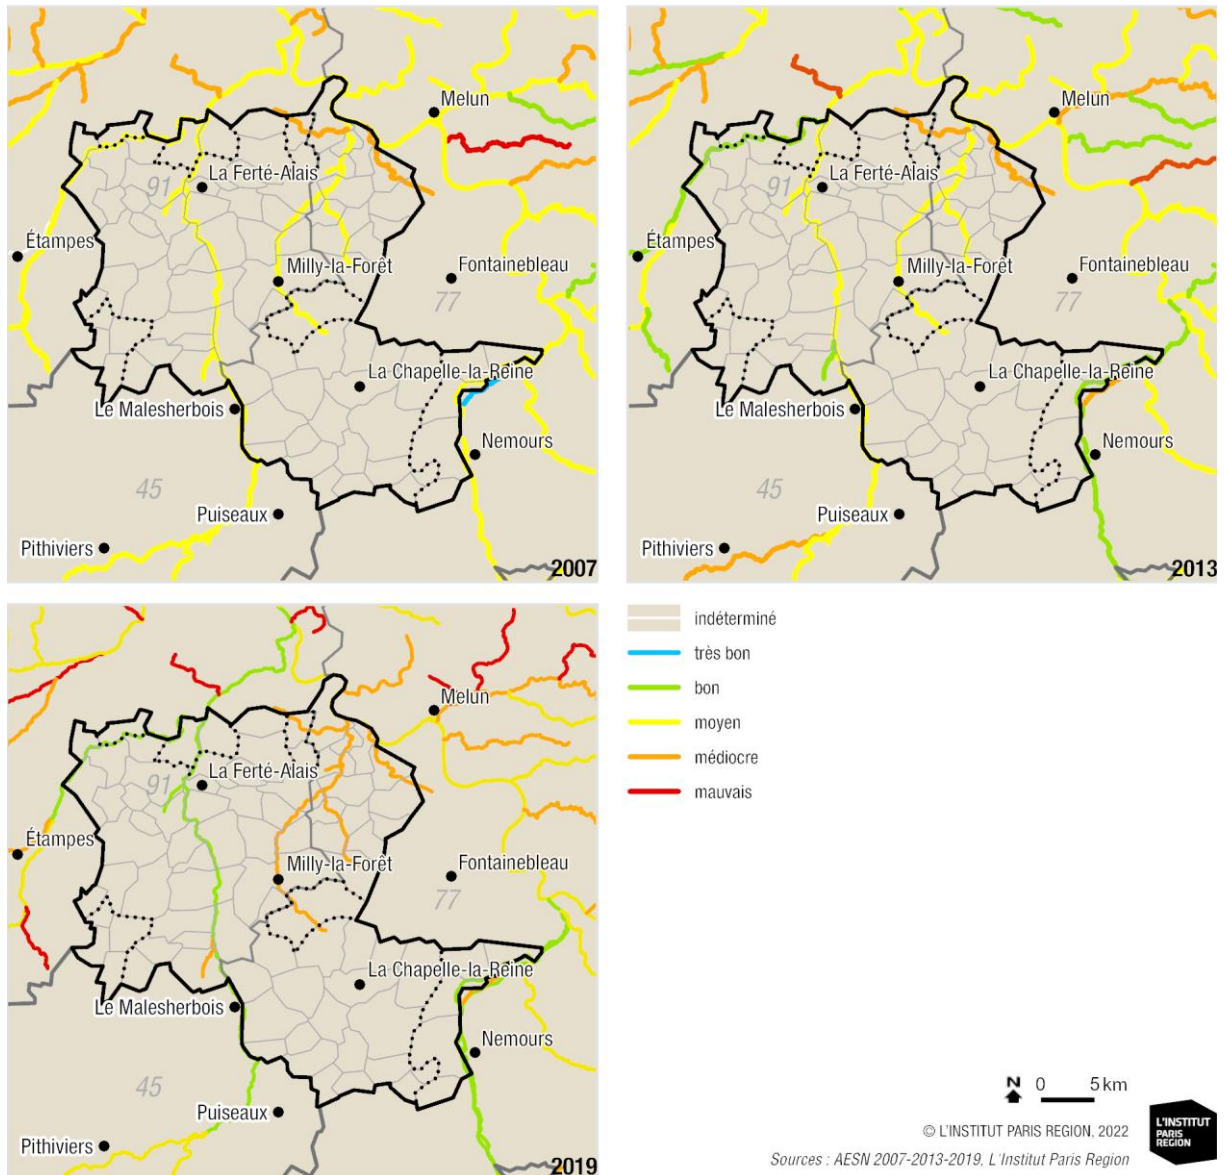 Melun
La Ferté-Alais
91
Étampes
Milly-la-Forêt
Fontainebleau
77
La Chapelle-la-Reine
Le Malesherbois
Nemours
45
Puiseaux
Pithiviers
2007
Melun
La Ferté-Alais
91
Étampes
Milly-la-Forêt
Fontainebleau
77
La Chapelle-la-Reine
Le Malesherbois
Nemours
45
Puiseaux
Pithiviers
2013
Melun
La Ferté-Alais
91
Étampes
Milly-la-Forêt
Fontainebleau
77
La Chapelle-la-Reine
Le Malesherbois
Nemours
45
Puiseaux
Pithiviers
2019
indéterminé
très bon
bon
moyen
médiocre
mauvais
N 0 5 km
© L'INSTITUT PARIS REGION, 2022
Sources : AESN 2007-2013-2019, L'Institut Paris Region
L'INSTITUT
PARIS
REGION